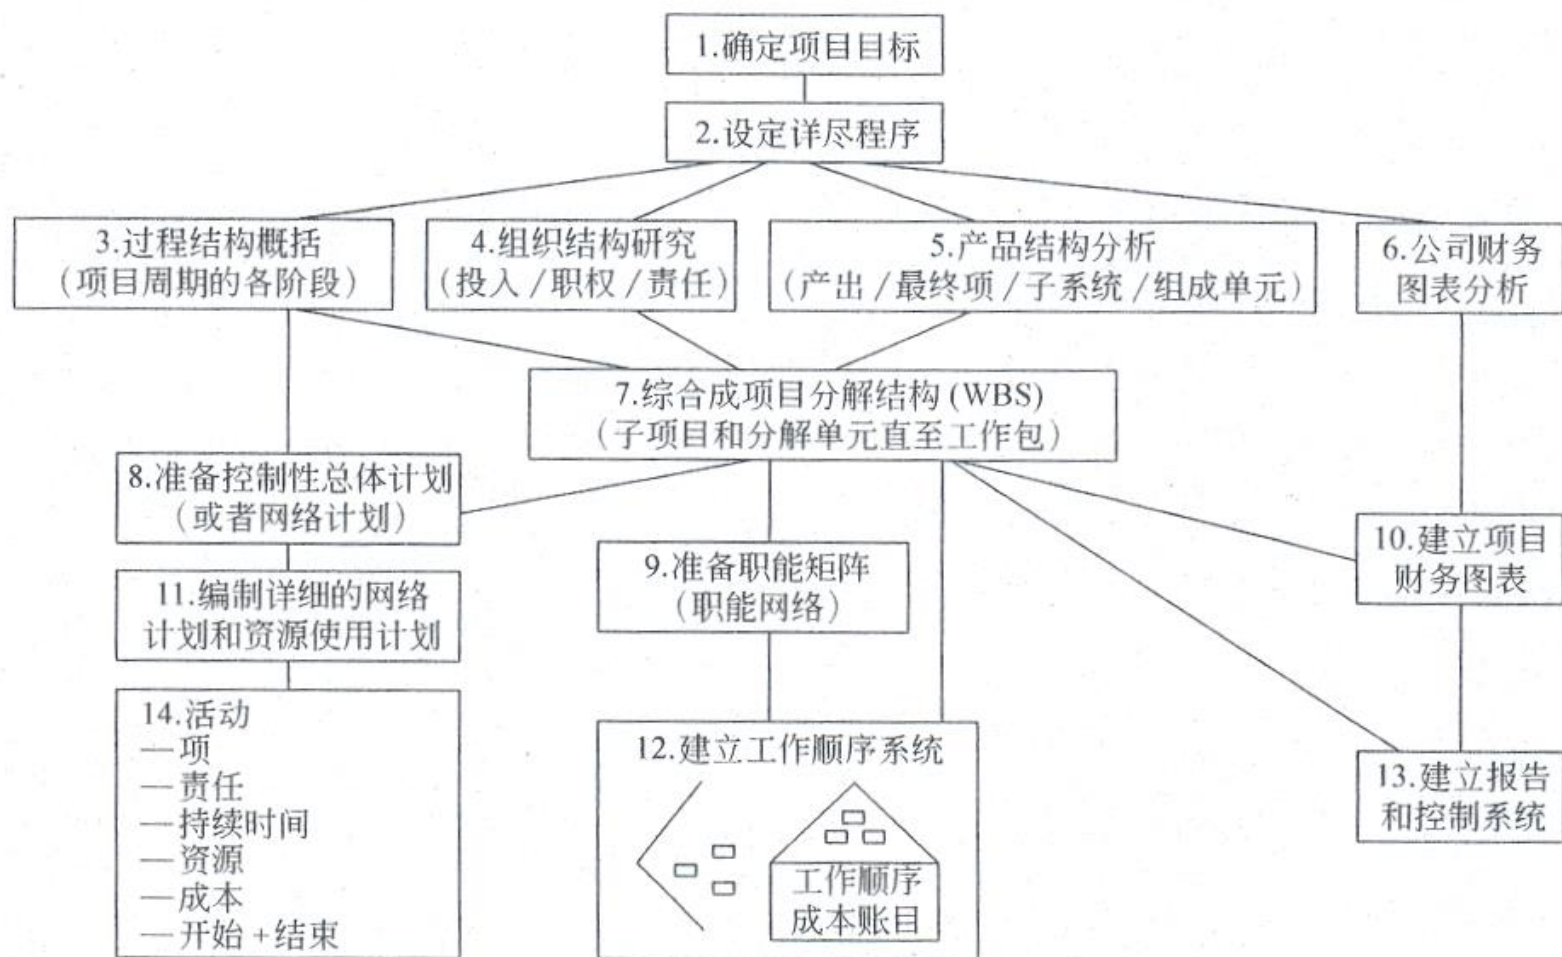 1.确定项目目标
2.设定详尽程序
3.过程结构概括
(项目周期的各阶段)
4.组织结构研究
(投入/职权/责任)
5.产品结构分析
(产出/最终项/子系统/组成单元)
6.公司财务
图表分析
7.综合成项目分解结构(WBS)
(子项目和分解单元直至工作包)
8.准备控制性总体计划
(或者网络计划)
9.准备职能矩阵
(职能网络)
10.建立项目
财务图表
11.编制详细的网络
计划和资源使用计划
12.建立工作顺序系统
工作顺序
成本账目
13.建立报告
和控制系统
14.活动
—项
—责任
—持续时间
—资源
—成本
—开始+结束